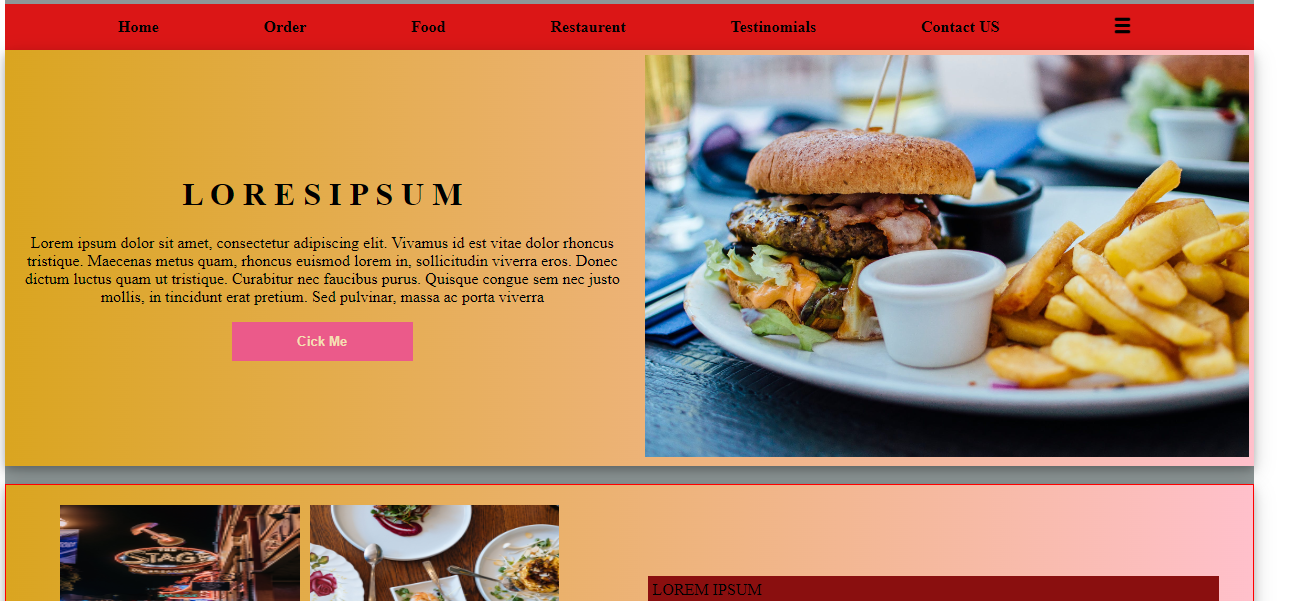 Home Order Food Restaurent Testinomials Contact US
L O R E S I P S U M
Lorem ipsum dolor sit amet, consectetur adipiscing elit. Vivamus id est vitae dolor rhoncus
tristique. Maecenas metus quam, rhoncus euismod lorem in, sollicitudin viverra eros. Donec
dictum luctus quam ut tristique. Curabitur nec faucibus purus. Quisque congue sem nec justo
mollis, in tincidunt erat pretium. Sed pulvinar, massa ac porta viverra
Cick Me
THE
STAGE
LOREM IPSUM